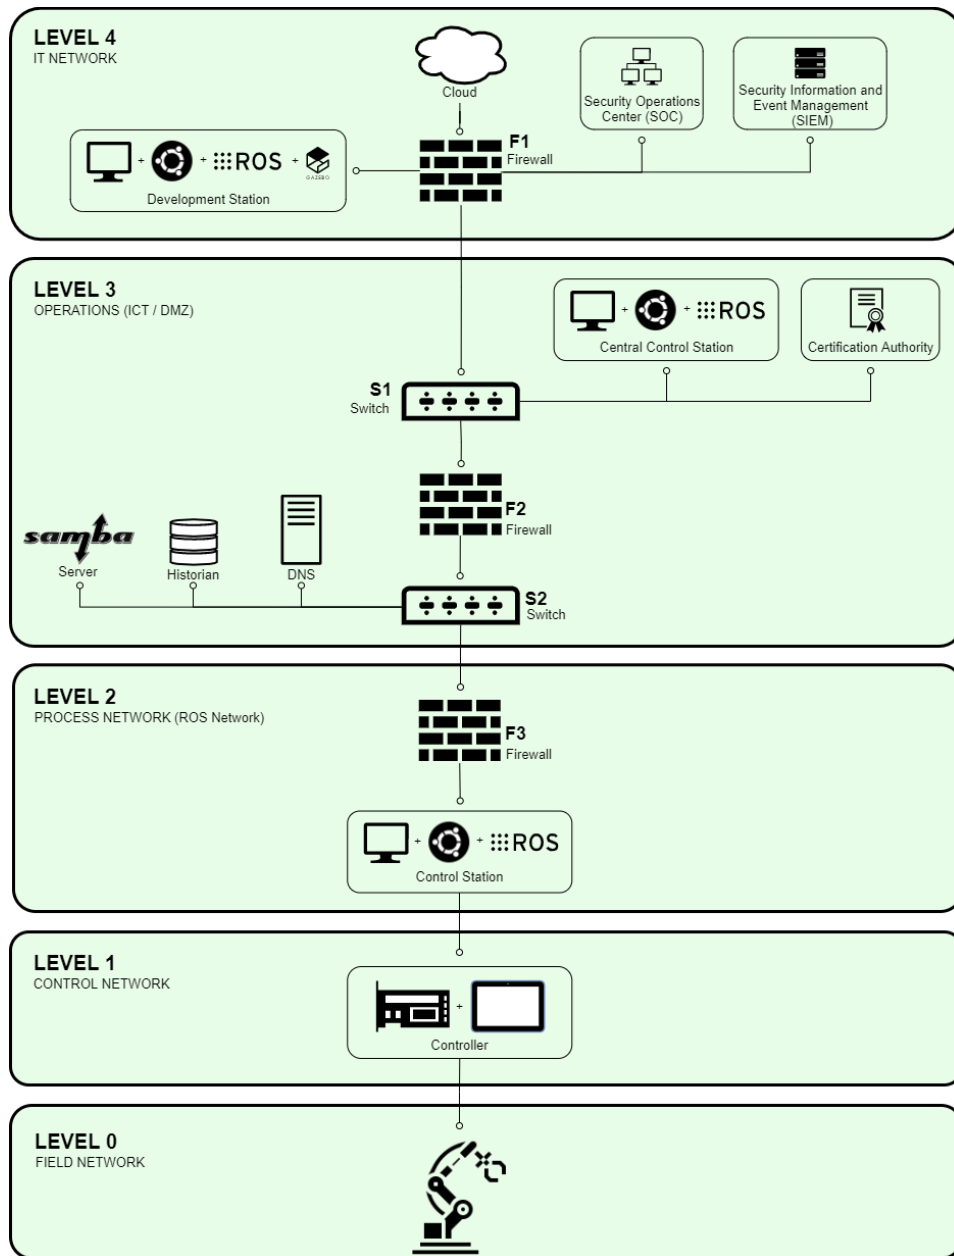 LEVEL 4
IT NETWORK
Cloud
Security Operations
Center (SOC)
Security Information and
Event Management
(SIEM)
F1
Firewall
+ + ROS +
GAZEBO
Development Station
LEVEL 3
OPERATIONS (ICT / DMZ)
+ + ROS
Central Control Station
Certification Authority
S1
Switch
F2
Firewall
samba
Server
Historian
DNS
S2
Switch
LEVEL 2
PROCESS NETWORK (ROS Network)
F3
Firewall
+ + ROS
Control Station
LEVEL 1
CONTROL NETWORK
+
Controller
LEVEL 0
FIELD NETWORK